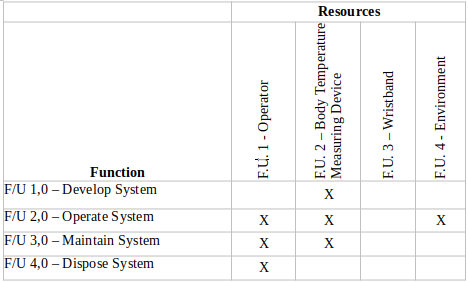 Resources
Function
F.U. 1 - Operator
F.U. 2 – Body Temperature
Measuring Device
F.U. 3 – Wristband
F.U. 4 - Environment
F/U 1,0 – Develop System X
F/U 2,0 – Operate System X X X
F/U 3,0 – Maintain System X X
F/U 4,0 – Dispose System X